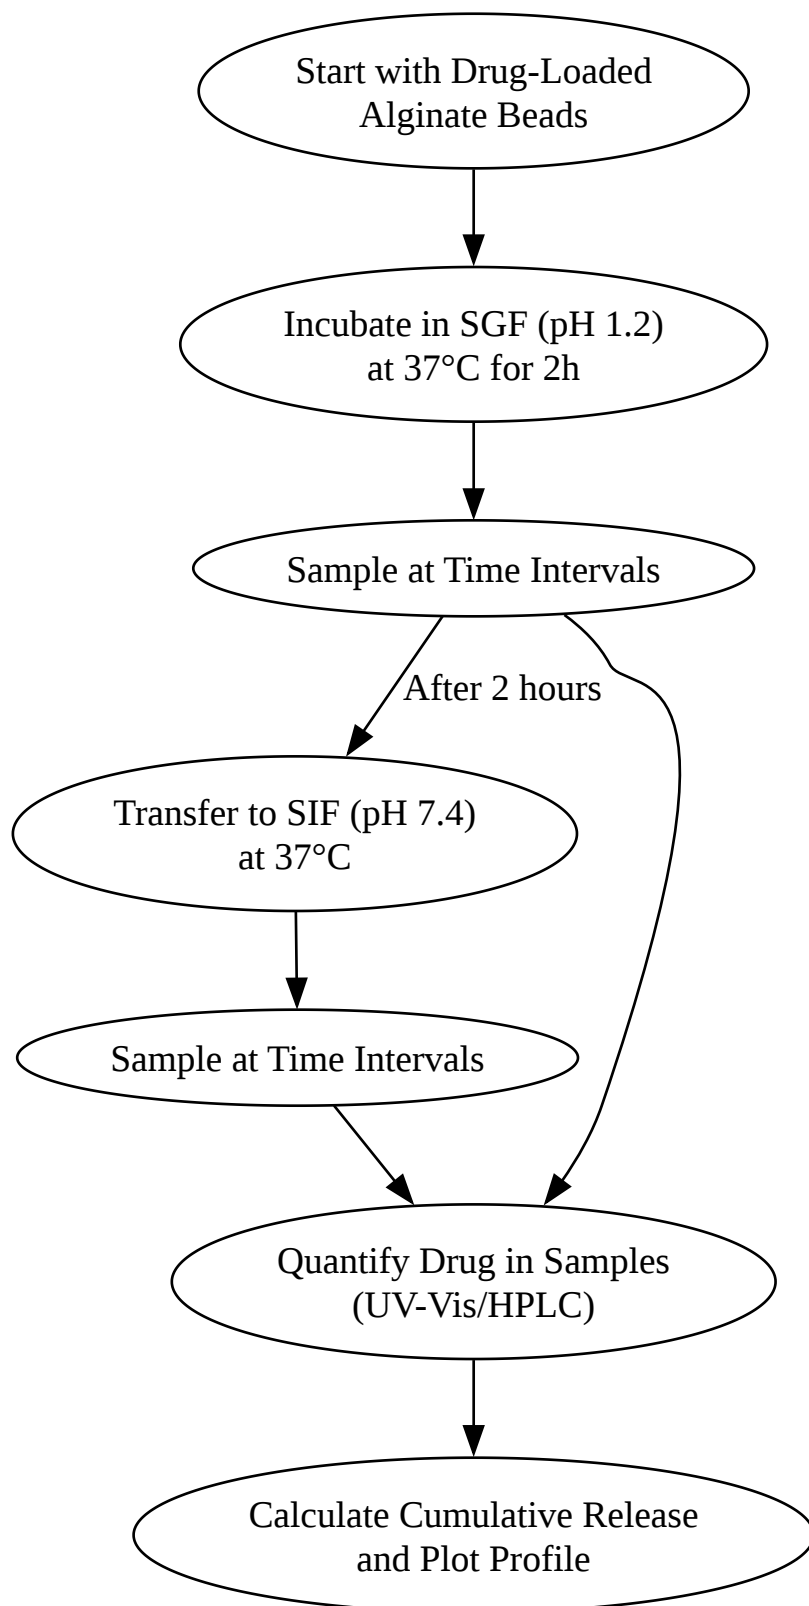 Start with Drug-Loaded
Alginate Beads
Incubate in SGF (pH 1.2)
at 37°C for 2h
Sample at Time Intervals
After 2 hours
Transfer to SIF (pH 7.4)
at 37°C
Sample at Time Intervals
Quantify Drug in Samples
(UV-Vis/HPLC)
Calculate Cumulative Release
and Plot Profile